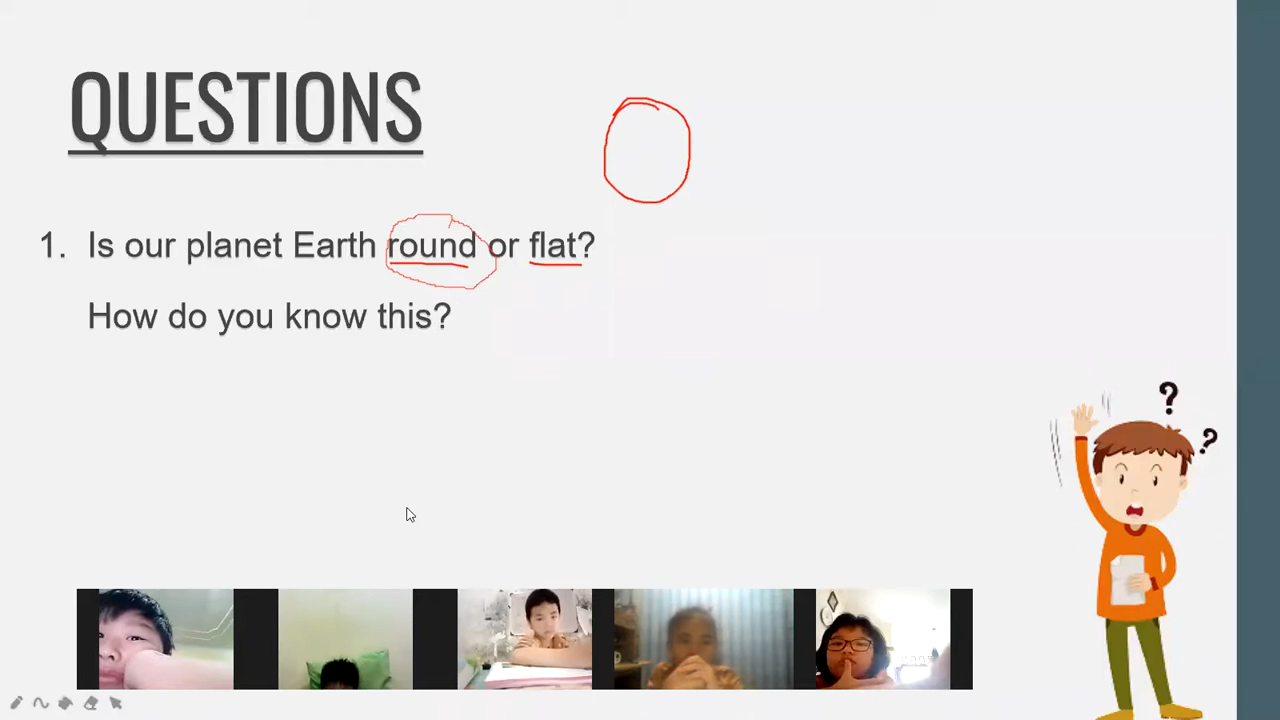 QUESTIONS
1. Is our planet Earth round or flat?
How do you know this?
? 
?